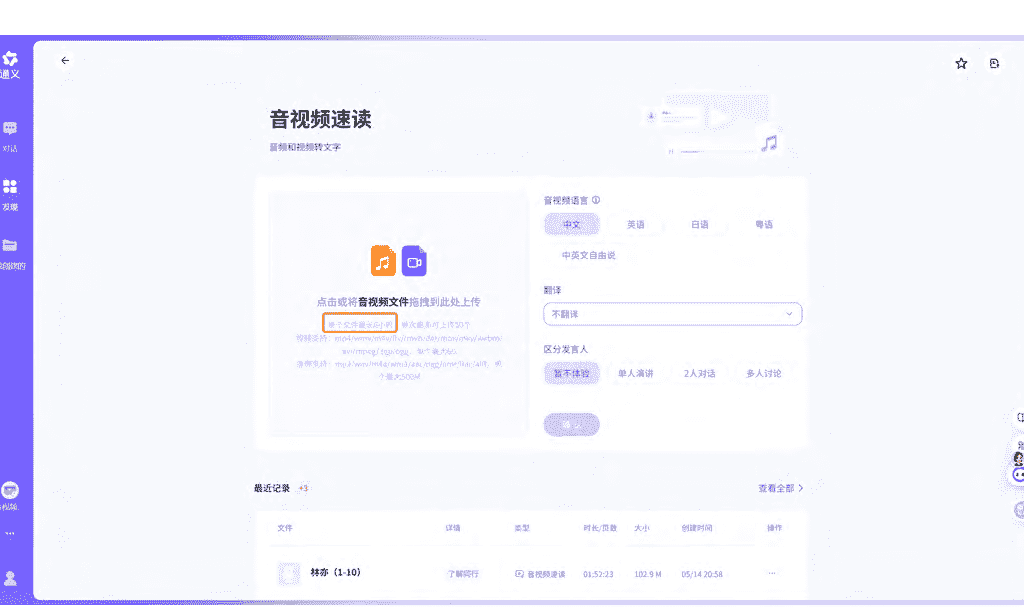 通义
音视频速读
音频和视频转文字
对话
发现
音视频语言
中文 英语 日语 粤语
中英文自由说
翻译
不翻译
点击或将音视频文件拖拽到此处上传
区分发言人
暂不体验 单人演讲 2人对话 多人讨论
最近记录 +3
查看全部
文件 详情 类型 时长/页数 大小 创建时间 操作
林亦（1-10） 了解同行 音视频速读 01:52:23 102.9 M 05/14 20:58